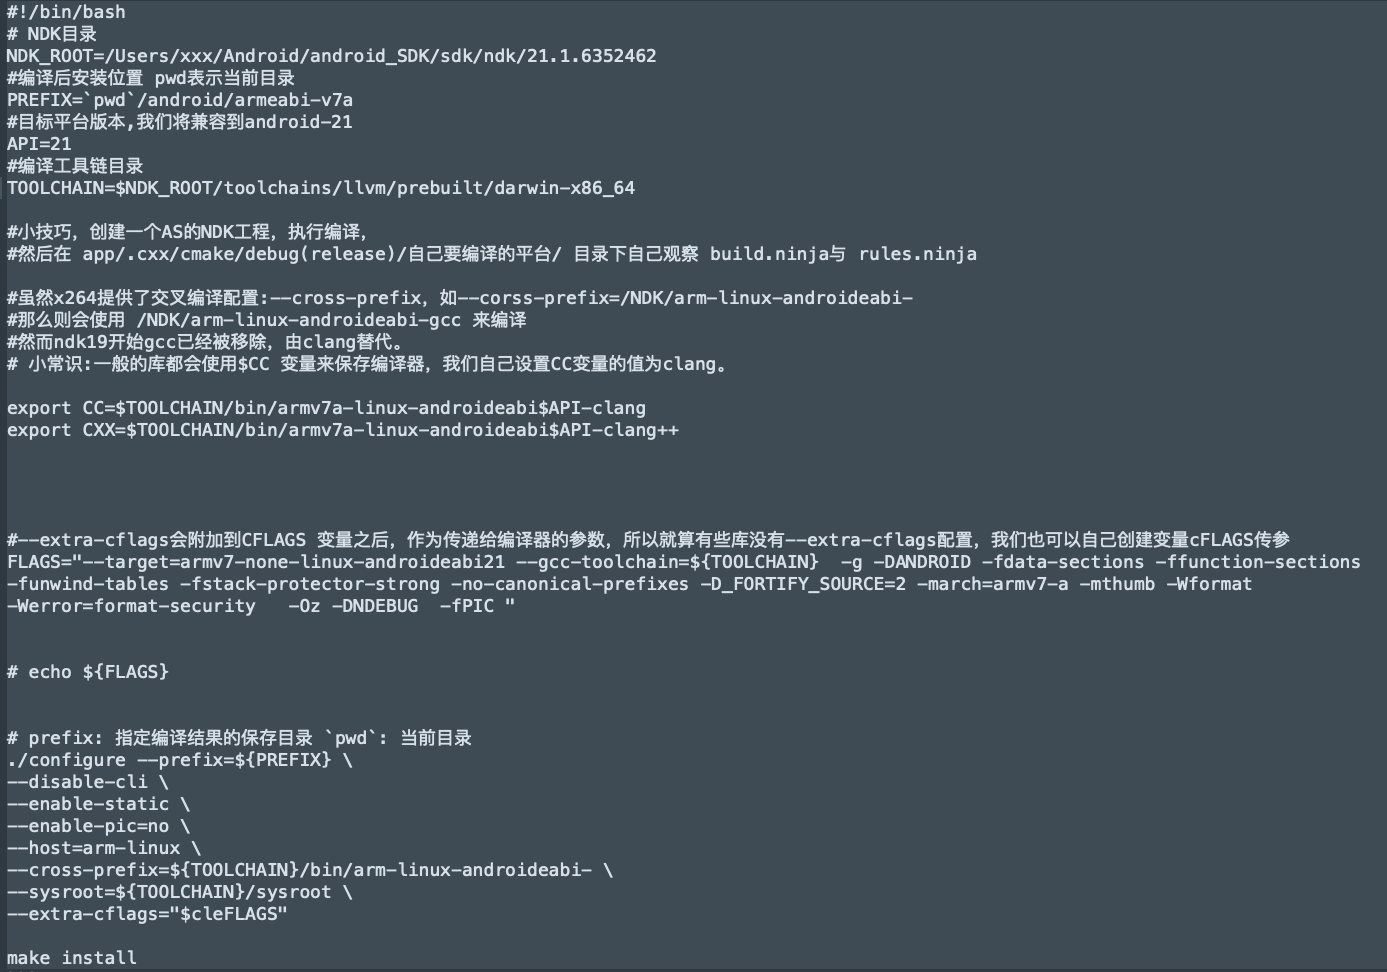 #!/bin/bash
# NDK目录
NDK_ROOT=/Users/xxx/Android/android_SDK/sdk/ndk/21.1.6352462
#编译后安装位置 pwd表示当前目录
PREFIX=`pwd`/android/armeabi-v7a
#目标平台版本,我们将兼容到android-21
API=21
#编译工具链目录
TOOLCHAIN=$NDK_ROOT/toolchains/llvm/prebuilt/darwin-x86_64
#小技巧，创建一个AS的NDK工程，执行编译，
#然后在 app/.cxx/cmake/debug(release)/自己要编译的平台/ 目录下自己观察 build.ninja与 rules.ninja
#虽然x264提供了交叉编译配置:--cross-prefix，如--corss-prefix=/NDK/arm-linux-androideabi-
#那么则会使用 /NDK/arm-linux-androideabi-gcc 来编译
#然而ndk19开始gcc已经被移除，由clang替代。
# 小常识:一般的库都会使用$CC 变量来保存编译器，我们自己设置CC变量的值为clang。
export CC=$TOOLCHAIN/bin/armv7a-linux-androideabi$API-clang
export CXX=$TOOLCHAIN/bin/armv7a-linux-androideabi$API-clang++
#--extra-cflags会附加到CFLAGS 变量之后，作为传递给编译器的参数，所以就算有些库没有--extra-cflags配置，我们也可以自己创建变量cFLAGS传参
FLAGS="--target=armv7-none-linux-androideabi21 --gcc-toolchain=${TOOLCHAIN}  -g -DANDROID -fdata-sections -ffunction-sections
-funwind-tables -fstack-protector-strong -no-canonical-prefixes -D_FORTIFY_SOURCE=2 -march=armv7-a -mthumb -Wformat
-Werror=format-security   -Oz -DNDEBUG  -fPIC "
# echo ${FLAGS}
# prefix: 指定编译结果的保存目录 `pwd`: 当前目录
./configure --prefix=${PREFIX} \
--disable-cli \
--enable-static \
--enable-pic=no \
--host=arm-linux \
--cross-prefix=${TOOLCHAIN}/bin/arm-linux-androideabi- \
--sysroot=${TOOLCHAIN}/sysroot \
--extra-cflags="$cleFLAGS"
make install